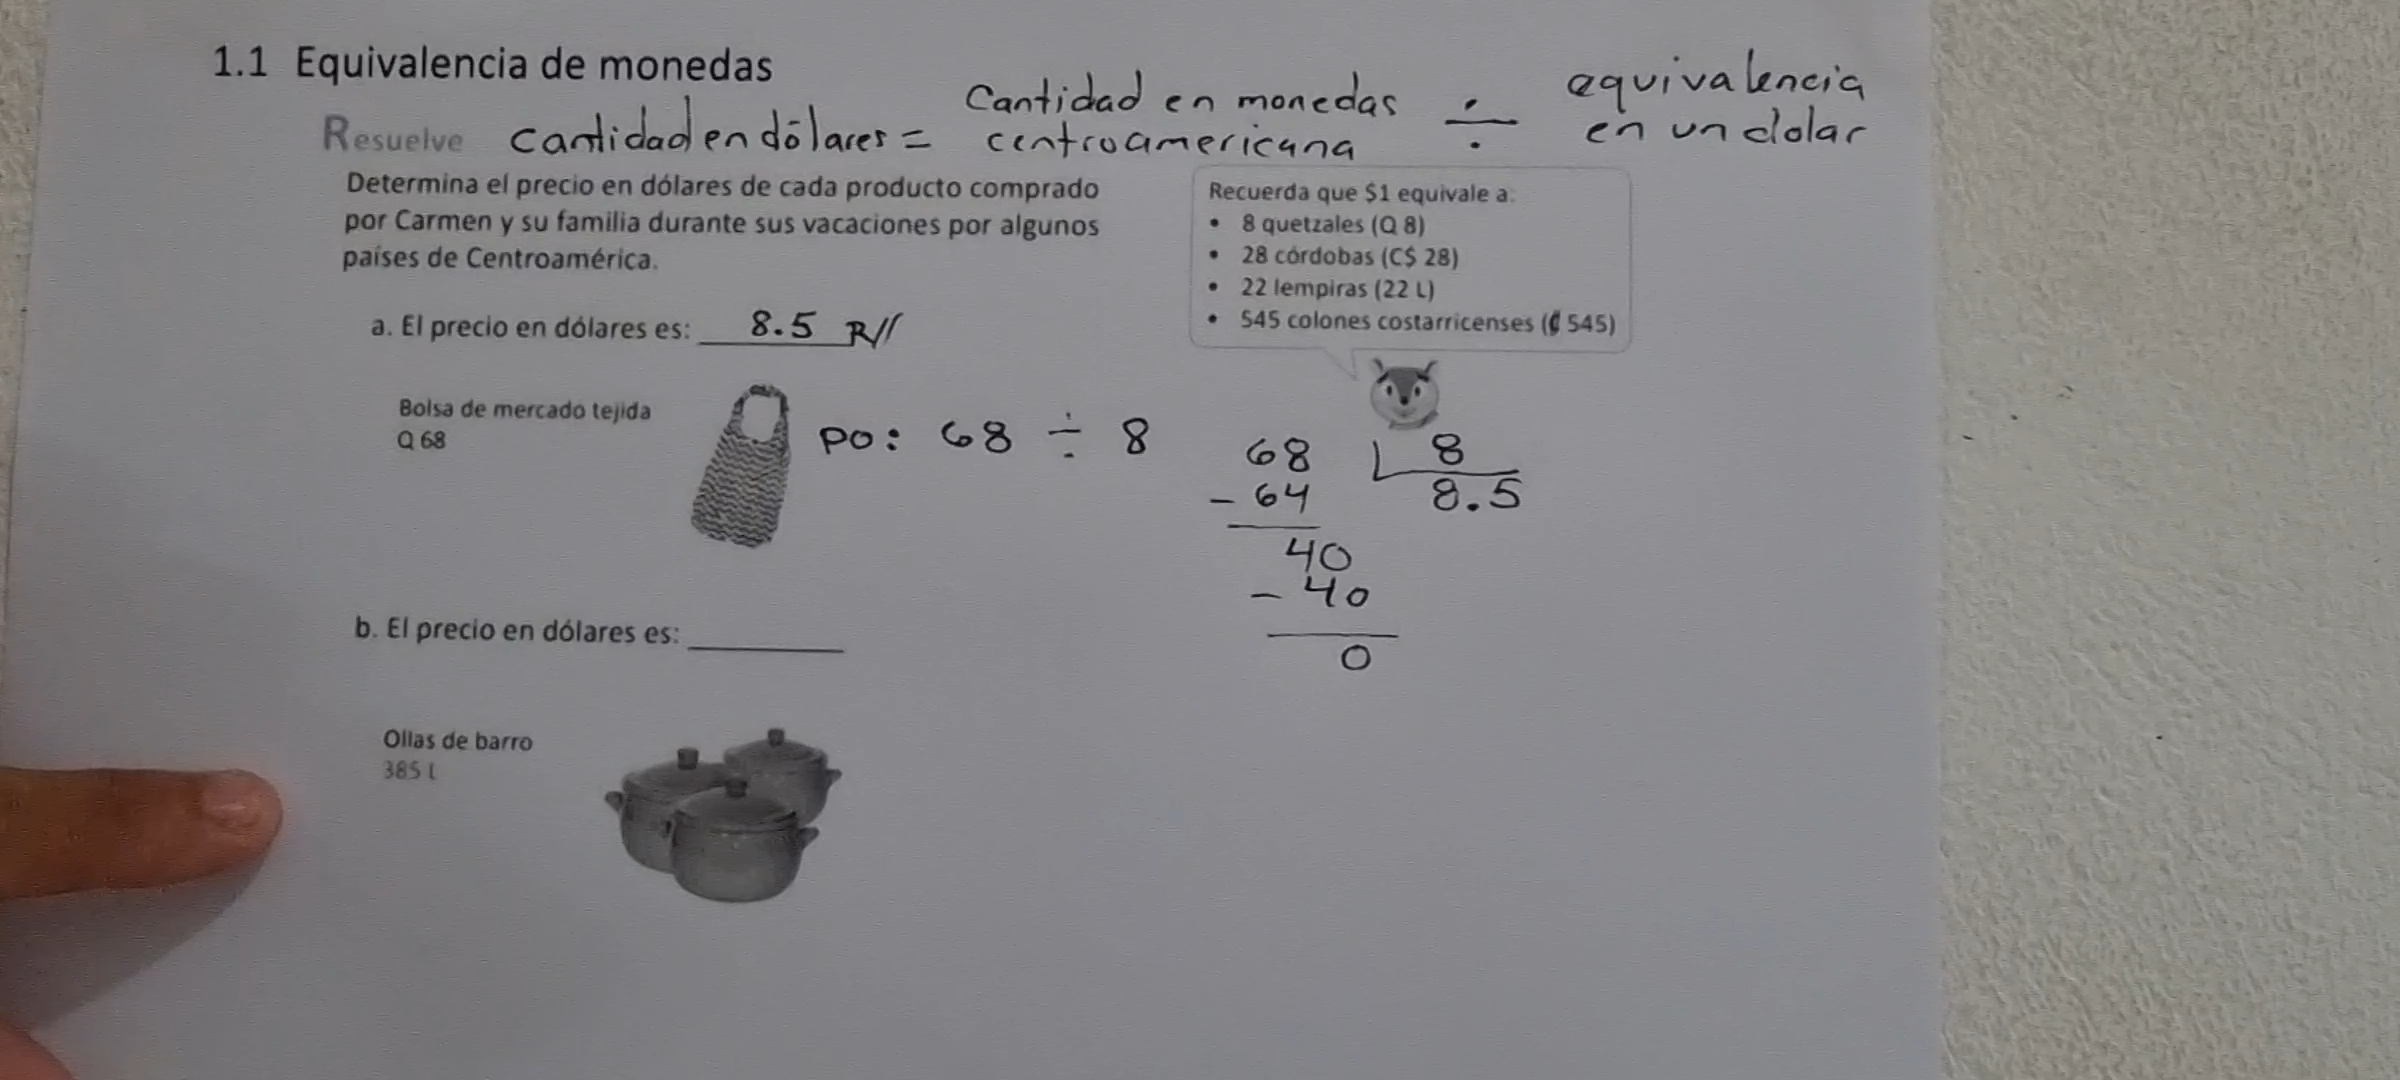 1.1 Equivalencia de monedas
Cantidad en monedas ÷ equivalencia
Resuelve cantidad en dólares = centroamericana en un dolar
Determina el precio en dólares de cada producto comprado
por Carmen y su familia durante sus vacaciones por algunos
países de Centroamérica.
Recuerda que $1 equivale a:
• 8 quetzales (Q 8)
• 28 córdobas (C$ 28)
• 22 lempiras (22 L)
• 545 colones costarricenses (₡ 545)
a. El precio en dólares es: 8.5 R//
Bolsa de mercado tejida
Q 68
PO: 68 ÷ 8
68 8
- 64 8.5
40
- 40
0
b. El precio en dólares es: ________
Ollas de barro
385 L